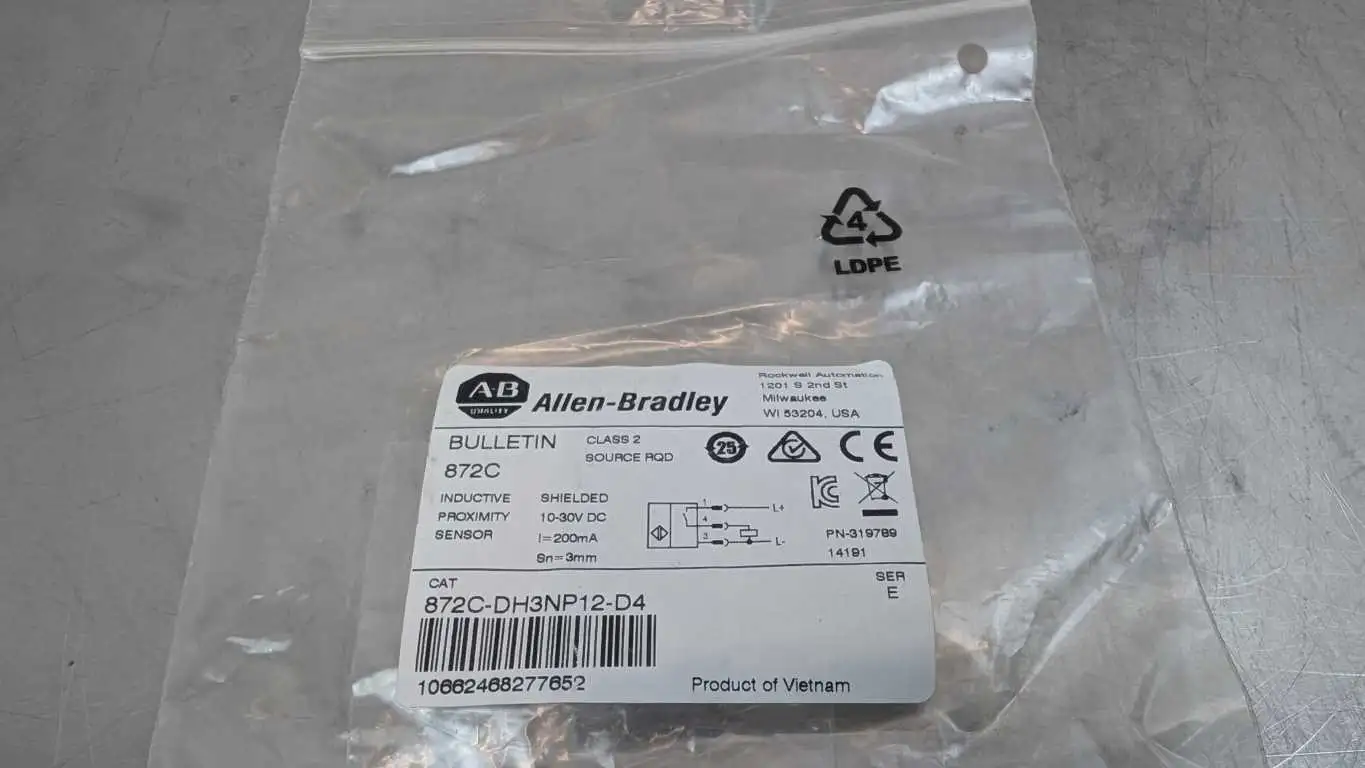 4
LDPE
A-B
QUALITY
Allen-Bradley
Rockwell Automation
1201 S 2nd St
Milwaukee
WI 53204, USA
BULLETIN
872C
CLASS 2
SOURCE RQD
25
CE
INDUCTIVE
PROXIMITY
SENSOR
SHIELDED
10-30V DC
I=200mA
Sn=3mm
1
4
3
L+
L-
PN-319789
14191
CAT
872C-DH3NP12-D4
SER
E
10662468277652
Product of Vietnam